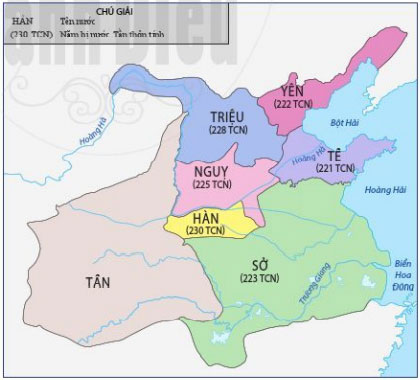 CHÚ GIẢI
HÀN Tên nước
(230 TCN) Năm bị nước Tần thôn tính
YÊN
(222 TCN)
TRIỆU
(228 TCN)
Bột Hải
Hoàng Hà
Hoàng Hà
TỀ
(221 TCN)
NGUỴ
(225 TCN)
Hoàng Hải
HÀN
(230 TCN)
SỞ
(223 TCN)
Biển
Hoa
Đông
TẦN
Trường Giang